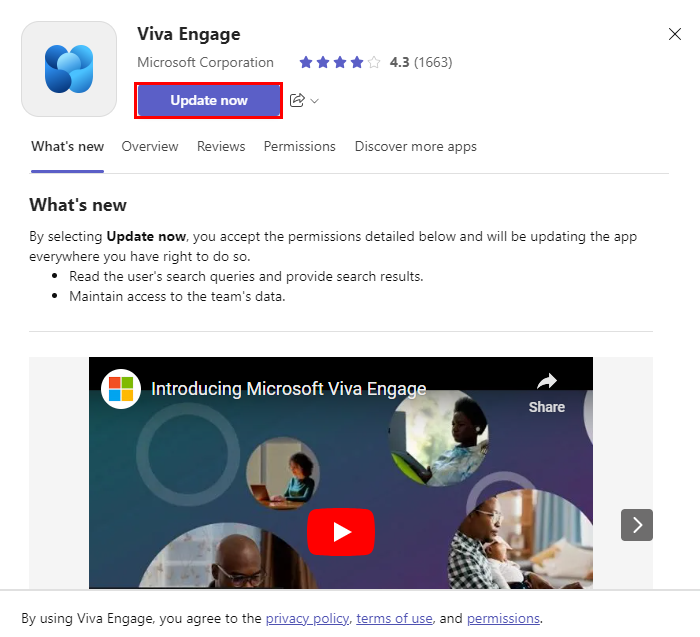 Viva Engage
Microsoft Corporation 4.3 (1663)
Update now
What's new Overview Reviews Permissions Discover more apps
What's new
By selecting Update now, you accept the permissions detailed below and will be updating the app
everywhere you have right to do so.
• Read the user's search queries and provide search results.
• Maintain access to the team's data.
Introducing Microsoft Viva Engage
Share
By using Viva Engage, you agree to the privacy policy, terms of use, and permissions.